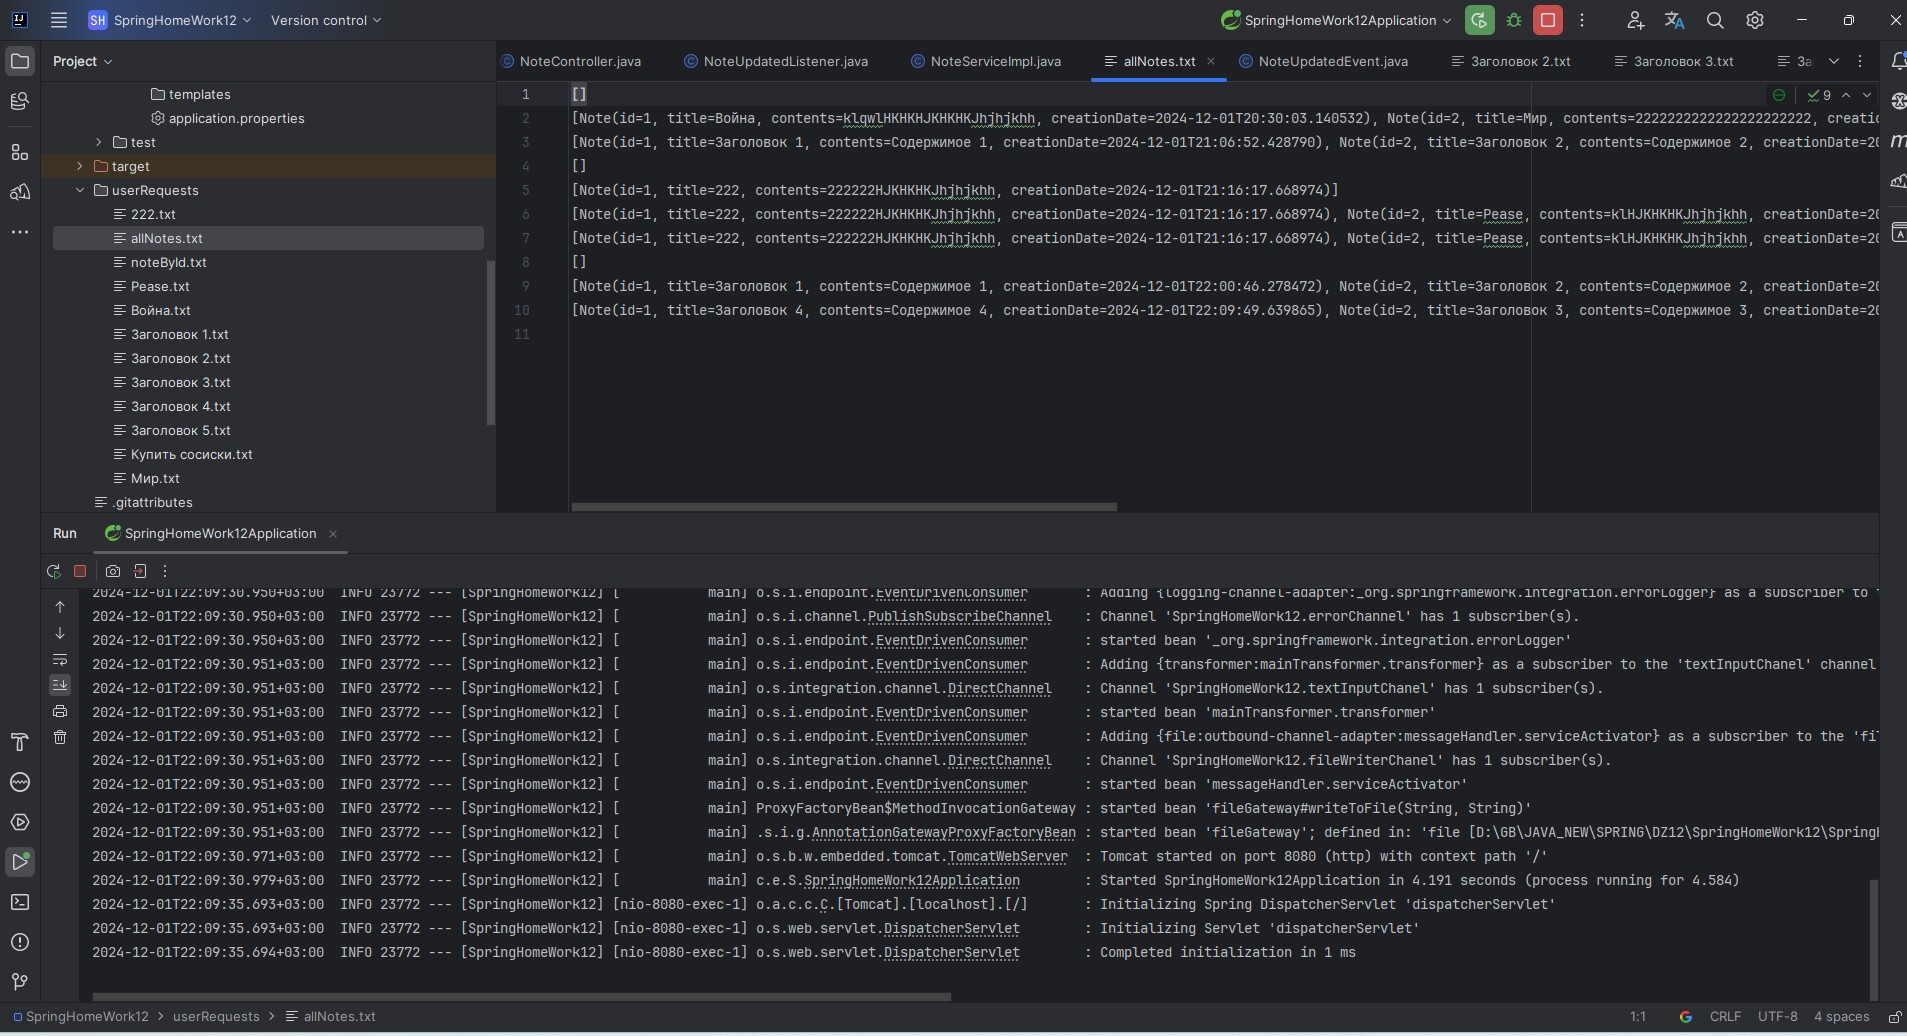 SH SpringHomeWork12 Version control SpringHomeWork12Application
Project
templates
application.properties
test
target
userRequests
222.txt
allNotes.txt
noteById.txt
Pease.txt
Война.txt
Заголовок 1.txt
Заголовок 2.txt
Заголовок 3.txt
Заголовок 4.txt
Заголовок 5.txt
Купить сосиски.txt
Мир.txt
.gitattributes
NoteController.java NoteUpdatedListener.java NoteServiceImpl.java allNotes.txt NoteUpdatedEvent.java Заголовок 2.txt Заголовок 3.txt За
9
1 []
2 [Note(id=1, title=Война, contents=klqwlHKHKHJKHKHKJhjhjkhh, creationDate=2024-12-01T20:30:03.140532), Note(id=2, title=Мир, contents=2222222222222222222222, creatio
3 [Note(id=1, title=Заголовок 1, contents=Содержимое 1, creationDate=2024-12-01T21:06:52.428790), Note(id=2, title=Заголовок 2, contents=Содержимое 2, creationDate=20
4 []
5 [Note(id=1, title=222, contents=222222HJKHKHKJhjhjkhh, creationDate=2024-12-01T21:16:17.668974)]
6 [Note(id=1, title=222, contents=222222HJKHKHKJhjhjkhh, creationDate=2024-12-01T21:16:17.668974), Note(id=2, title=Pease, contents=klHJKHKHKJhjhjkhh, creationDate=20
7 [Note(id=1, title=222, contents=222222HJKHKHKJhjhjkhh, creationDate=2024-12-01T21:16:17.668974), Note(id=2, title=Pease, contents=klHJKHKHKJhjhjkhh, creationDate=20
8 []
9 [Note(id=1, title=Заголовок 1, contents=Содержимое 1, creationDate=2024-12-01T22:00:46.278472), Note(id=2, title=Заголовок 2, contents=Содержимое 2, creationDate=20
10 [Note(id=1, title=Заголовок 4, contents=Содержимое 4, creationDate=2024-12-01T22:09:49.639865), Note(id=2, title=Заголовок 3, contents=Содержимое 3, creationDate=20
11
Run SpringHomeWork12Application
2024-12-01T22:09:30.950+03:00 INFO 23772 --- [SpringHomeWork12] [ main] o.s.i.endpoint.EventDrivenConsumer : Adding {logging-channel-adapter:_org.springframework.integration.errorLogger} as a subscriber to
2024-12-01T22:09:30.950+03:00 INFO 23772 --- [SpringHomeWork12] [ main] o.s.i.channel.PublishSubscribeChannel : Channel 'SpringHomeWork12.errorChannel' has 1 subscriber(s).
2024-12-01T22:09:30.950+03:00 INFO 23772 --- [SpringHomeWork12] [ main] o.s.i.endpoint.EventDrivenConsumer : started bean '_org.springframework.integration.errorLogger'
2024-12-01T22:09:30.951+03:00 INFO 23772 --- [SpringHomeWork12] [ main] o.s.i.endpoint.EventDrivenConsumer : Adding {transformer:mainTransformer.transformer} as a subscriber to the 'textInputChanel' channel
2024-12-01T22:09:30.951+03:00 INFO 23772 --- [SpringHomeWork12] [ main] o.s.integration.channel.DirectChannel : Channel 'SpringHomeWork12.textInputChanel' has 1 subscriber(s).
2024-12-01T22:09:30.951+03:00 INFO 23772 --- [SpringHomeWork12] [ main] o.s.i.endpoint.EventDrivenConsumer : started bean 'mainTransformer.transformer'
2024-12-01T22:09:30.951+03:00 INFO 23772 --- [SpringHomeWork12] [ main] o.s.i.endpoint.EventDrivenConsumer : Adding {file:outbound-channel-adapter:messageHandler.serviceActivator} as a subscriber to the 'fi
2024-12-01T22:09:30.951+03:00 INFO 23772 --- [SpringHomeWork12] [ main] o.s.integration.channel.DirectChannel : Channel 'SpringHomeWork12.fileWriterChanel' has 1 subscriber(s).
2024-12-01T22:09:30.951+03:00 INFO 23772 --- [SpringHomeWork12] [ main] o.s.i.endpoint.EventDrivenConsumer : started bean 'messageHandler.serviceActivator'
2024-12-01T22:09:30.951+03:00 INFO 23772 --- [SpringHomeWork12] [ main] ProxyFactoryBean$MethodInvocationGateway : started bean 'fileGateway#writeToFile(String, String)'
2024-12-01T22:09:30.951+03:00 INFO 23772 --- [SpringHomeWork12] [ main] .s.i.g.AnnotationGatewayProxyFactoryBean : started bean 'fileGateway'; defined in: 'file [D:\GB\JAVA_NEW\SPRING\DZ12\SpringHomeWork12\Spring
2024-12-01T22:09:30.971+03:00 INFO 23772 --- [SpringHomeWork12] [ main] o.s.b.w.embedded.tomcat.TomcatWebServer : Tomcat started on port 8080 (http) with context path '/'
2024-12-01T22:09:30.979+03:00 INFO 23772 --- [SpringHomeWork12] [ main] c.e.S.SpringHomeWork12Application : Started SpringHomeWork12Application in 4.191 seconds (process running for 4.584)
2024-12-01T22:09:35.693+03:00 INFO 23772 --- [SpringHomeWork12] [nio-8080-exec-1] o.a.c.c.C.[Tomcat].[localhost].[/] : Initializing Spring DispatcherServlet 'dispatcherServlet'
2024-12-01T22:09:35.693+03:00 INFO 23772 --- [SpringHomeWork12] [nio-8080-exec-1] o.s.web.servlet.DispatcherServlet : Initializing Servlet 'dispatcherServlet'
2024-12-01T22:09:35.694+03:00 INFO 23772 --- [SpringHomeWork12] [nio-8080-exec-1] o.s.web.servlet.DispatcherServlet : Completed initialization in 1 ms
SpringHomeWork12 userRequests allNotes.txt 1:1 CRLF UTF-8 4 spaces